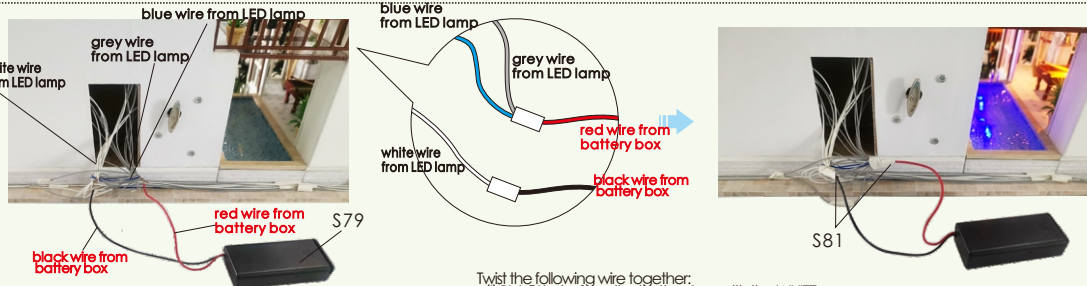 blue wire from LED lamp
grey wire
from LED lamp
wire
LED lamp
red wire from
battery box
S79
black wire from
battery box
blue wire
from LED lamp
grey wire
from LED lamp
red wire from
battery box
white wire
from LED lamp
black wire from
battery box
S81
Twist the following wire together: